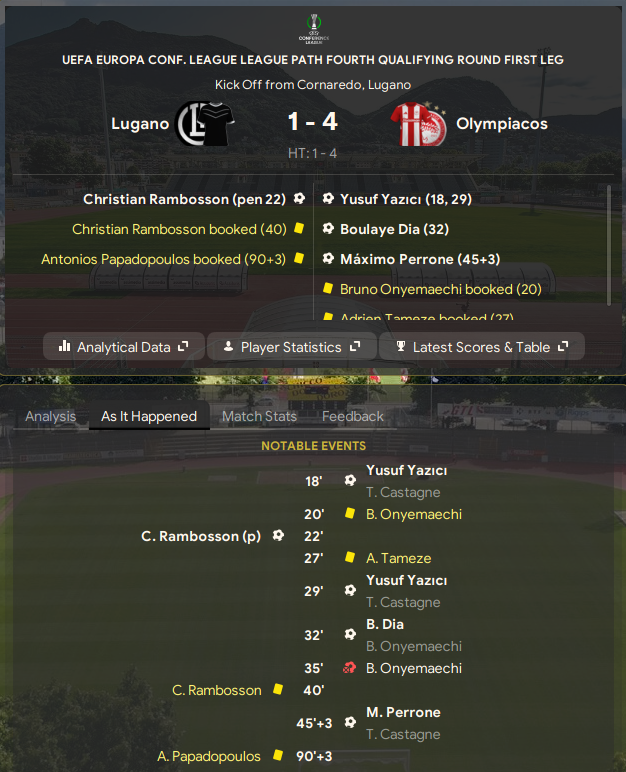 CONFERENCE
LEAGUE
UEFA EUROPA CONF. LEAGUE LEAGUE PATH FOURTH QUALIFYING ROUND FIRST LEG
Kick Off from Cornaredo, Lugano
Lugano 1 - 4 Olympiacos
HT: 1 - 4
Christian Rambosson (pen 22)
Christian Rambosson booked (40)
Antonios Papadopoulos booked (90+3)
Yusuf Yazıcı (18, 29)
Boulaye Dia (32)
Máximo Perrone (45+3)
Bruno Onyemaechi booked (20)
Adrien Tameze booked (27)
Analytical Data Player Statistics Latest Scores & Table
Analysis As It Happened Match Stats Feedback
NOTABLE EVENTS
18' Yusuf Yazıcı
T. Castagne
20' B. Onyemaechi
C. Rambosson (p) 22'
27' A. Tameze
29' Yusuf Yazıcı
T. Castagne
32' B. Dia
B. Onyemaechi
35' B. Onyemaechi
C. Rambosson 40'
45'+3 M. Perrone
T. Castagne
A. Papadopoulos 90'+3